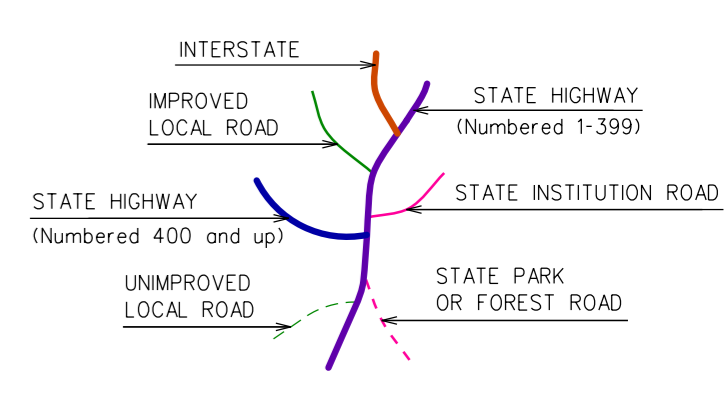 INTERSTATE
IMPROVED
LOCAL ROAD
STATE HIGHWAY
(Numbered 1-399)
STATE HIGHWAY
(Numbered 400 and up)
STATE INSTITUTION ROAD
UNIMPROVED
LOCAL ROAD
STATE PARK
OR FOREST ROAD